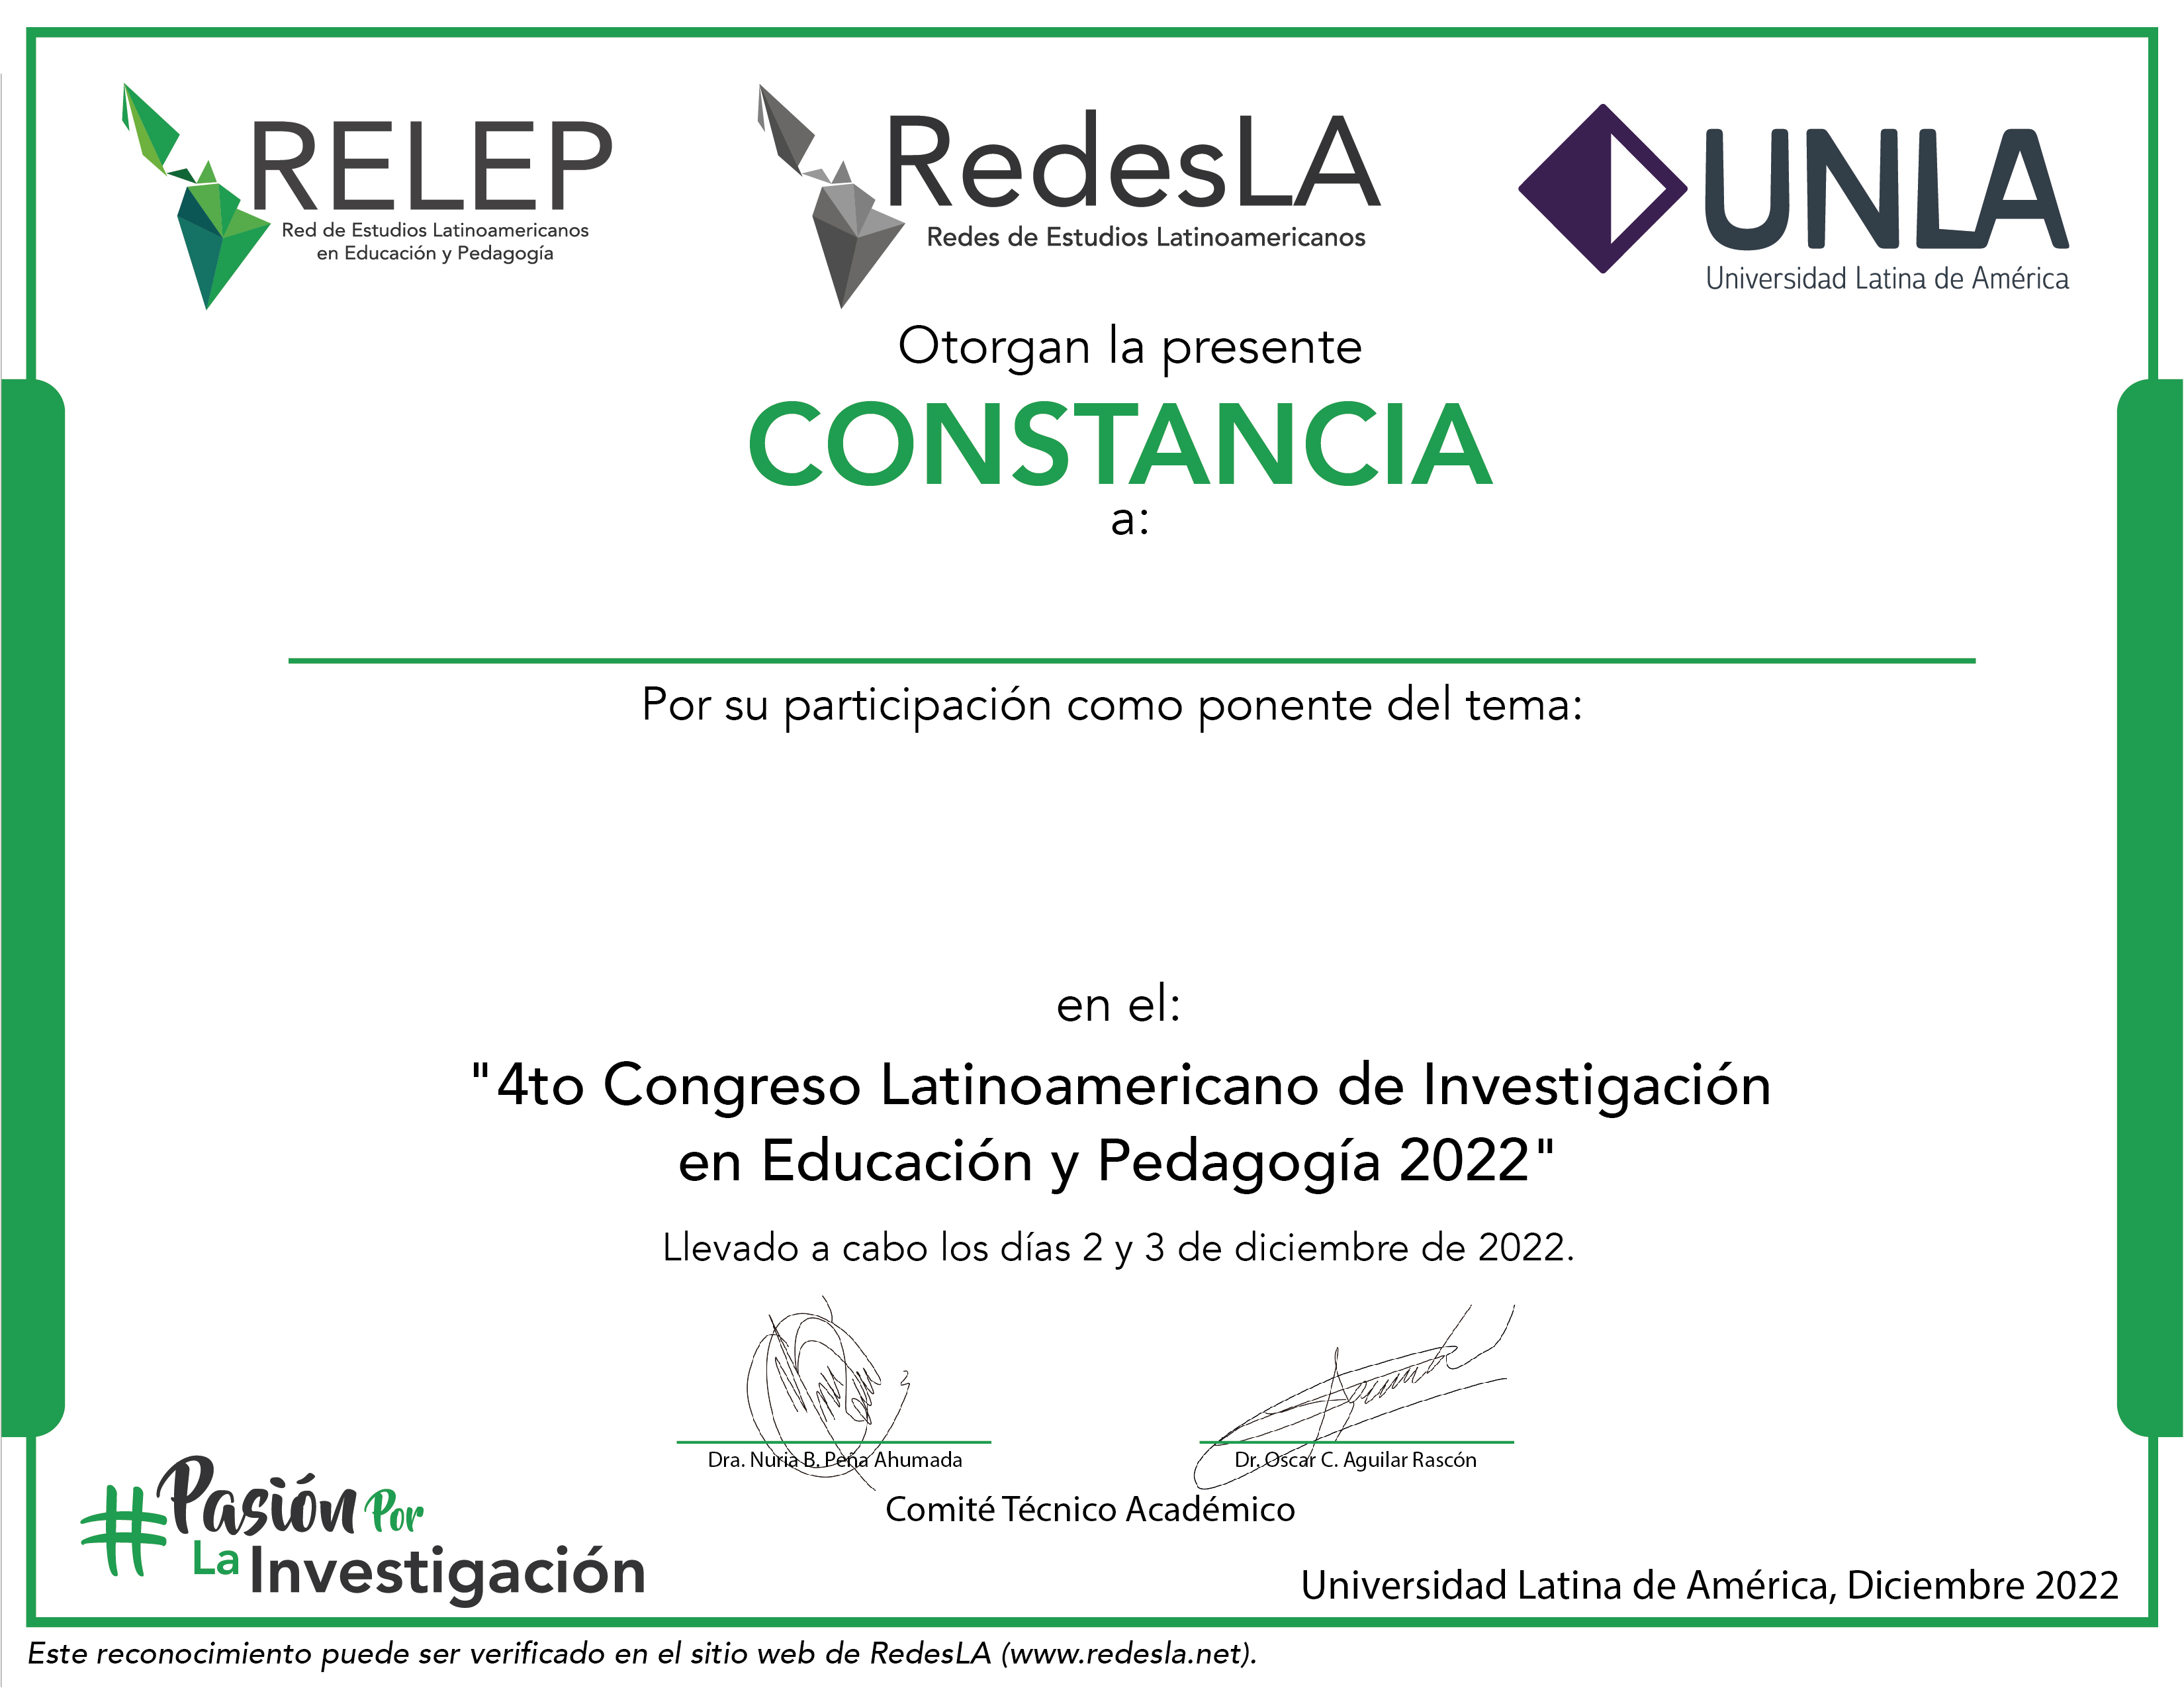 RELEP
Red de Estudios Latinoamericanos
en Educación y Pedagogía
RedesLA
Redes de Estudios Latinoamericanos
UNLA
Universidad Latina de América
Otorgan la presente
CONSTANCIA
a:
Por su participación como ponente del tema:
en el:
"4to Congreso Latinoamericano de Investigación
en Educación y Pedagogía 2022"
Llevado a cabo los días 2 y 3 de diciembre de 2022.
Dra. Nuria B. Peña Ahumada
Dr. Oscar C. Aguilar Rascón
Comité Técnico Académico
#Pasión Por
La Investigación
Universidad Latina de América, Diciembre 2022
Este reconocimiento puede ser verificado en el sitio web de RedesLA (www.redesla.net).